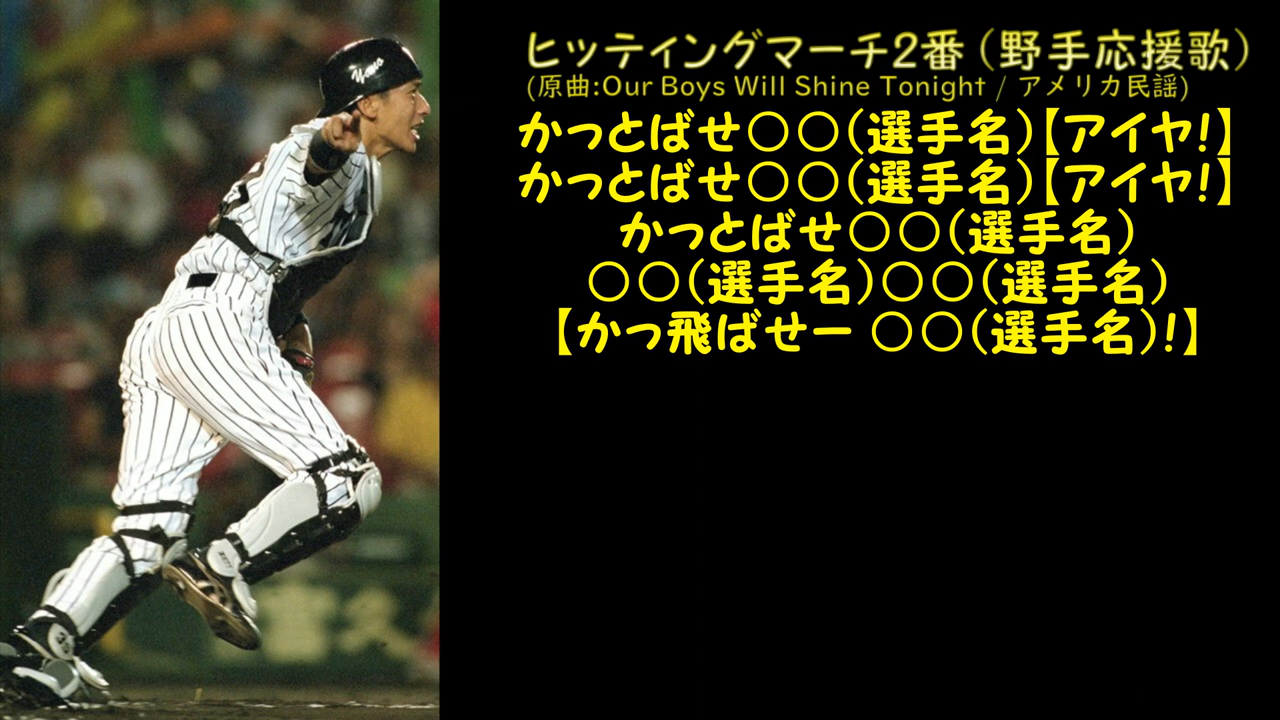 ヒッティングマーチ2番（野手応援歌）
(原曲:Our Boys Will Shine Tonight / アメリカ民謡)
かっとばせ○○(選手名)【アイヤ!】
かっとばせ○○(選手名)【アイヤ!】
かっとばせ○○(選手名)
○○(選手名)○○(選手名)
【かっ飛ばせー ○○(選手名)!】